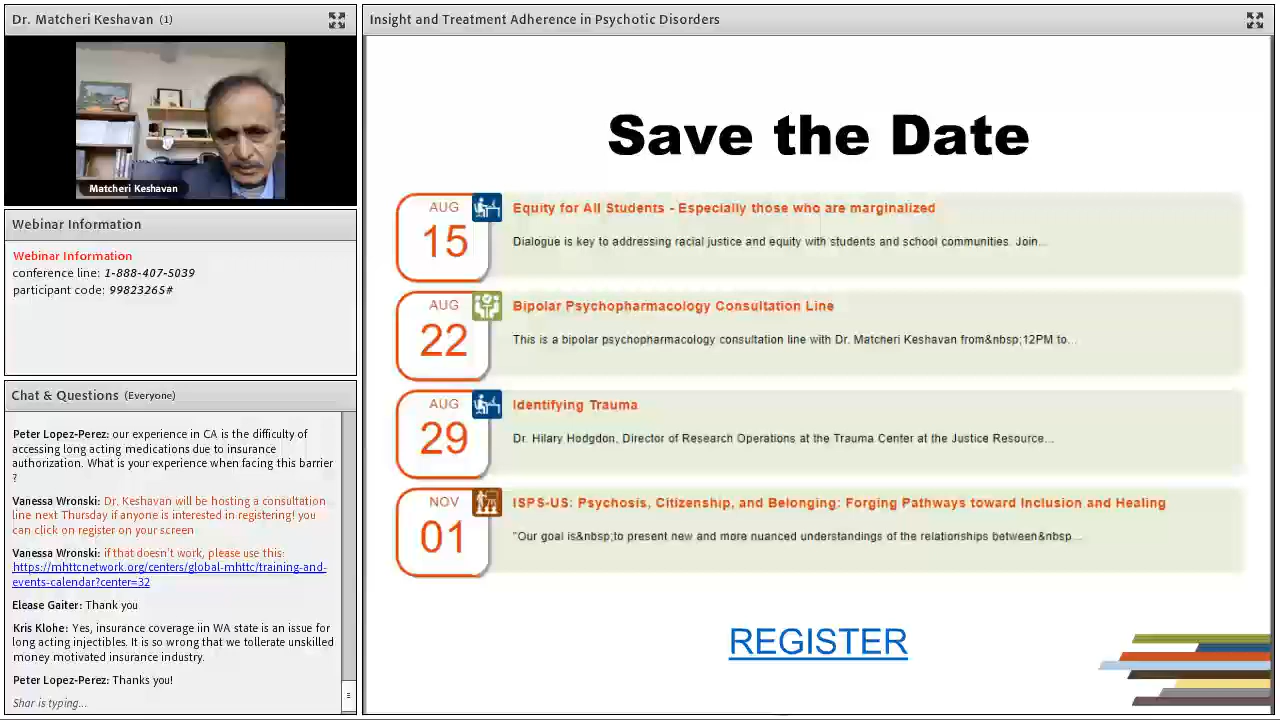 Dr. Matcheri Keshavan (1)
Matcheri Keshavan
Webinar Information
Webinar Information
conference line: 1-888-407-5039
participant code: 99823265#
Chat & Questions (Everyone)
Peter Lopez-Perez: our experience in CA is the difficulty of
accessing long acting medications due to insurance
authorization. What is your experience when facing this barrier
?
Vanessa Wronski: Dr. Keshavan will be hosting a consultation
line next Thursday if anyone is interested in registering! you
can click on register on your screen
Vanessa Wronski: if that doesn't work, please use this:
https://mhttcnetwork.org/centers/global-mhttc/training-and-
events-calendar?center=32
Elease Gaiter: Thank you
Kris Klohe: Yes, insurance coverage iin WA state is an issue for
long acting injectibles. It is so wrong that we tollerate unskilled
money motivated insurance industry.
Peter Lopez-Perez: Thanks you!
Shar is typing...
Insight and Treatment Adherence in Psychotic Disorders
Save the Date
AUG
15
Equity for All Students - Especially those who are marginalized
Dialogue is key to addressing racial justice and equity with students and school communities. Join...
AUG
22
Bipolar Psychopharmacology Consultation Line
This is a bipolar psychopharmacology consultation line with Dr. Matcheri Keshavan from&nbsp;12PM to...
AUG
29
Identifying Trauma
Dr. Hilary Hodgdon, Director of Research Operations at the Trauma Center at the Justice Resource...
NOV
01
ISPS-US: Psychosis, Citizenship, and Belonging: Forging Pathways toward Inclusion and Healing
"Our goal is&nbsp;to present new and more nuanced understandings of the relationships between&nbsp...
REGISTER